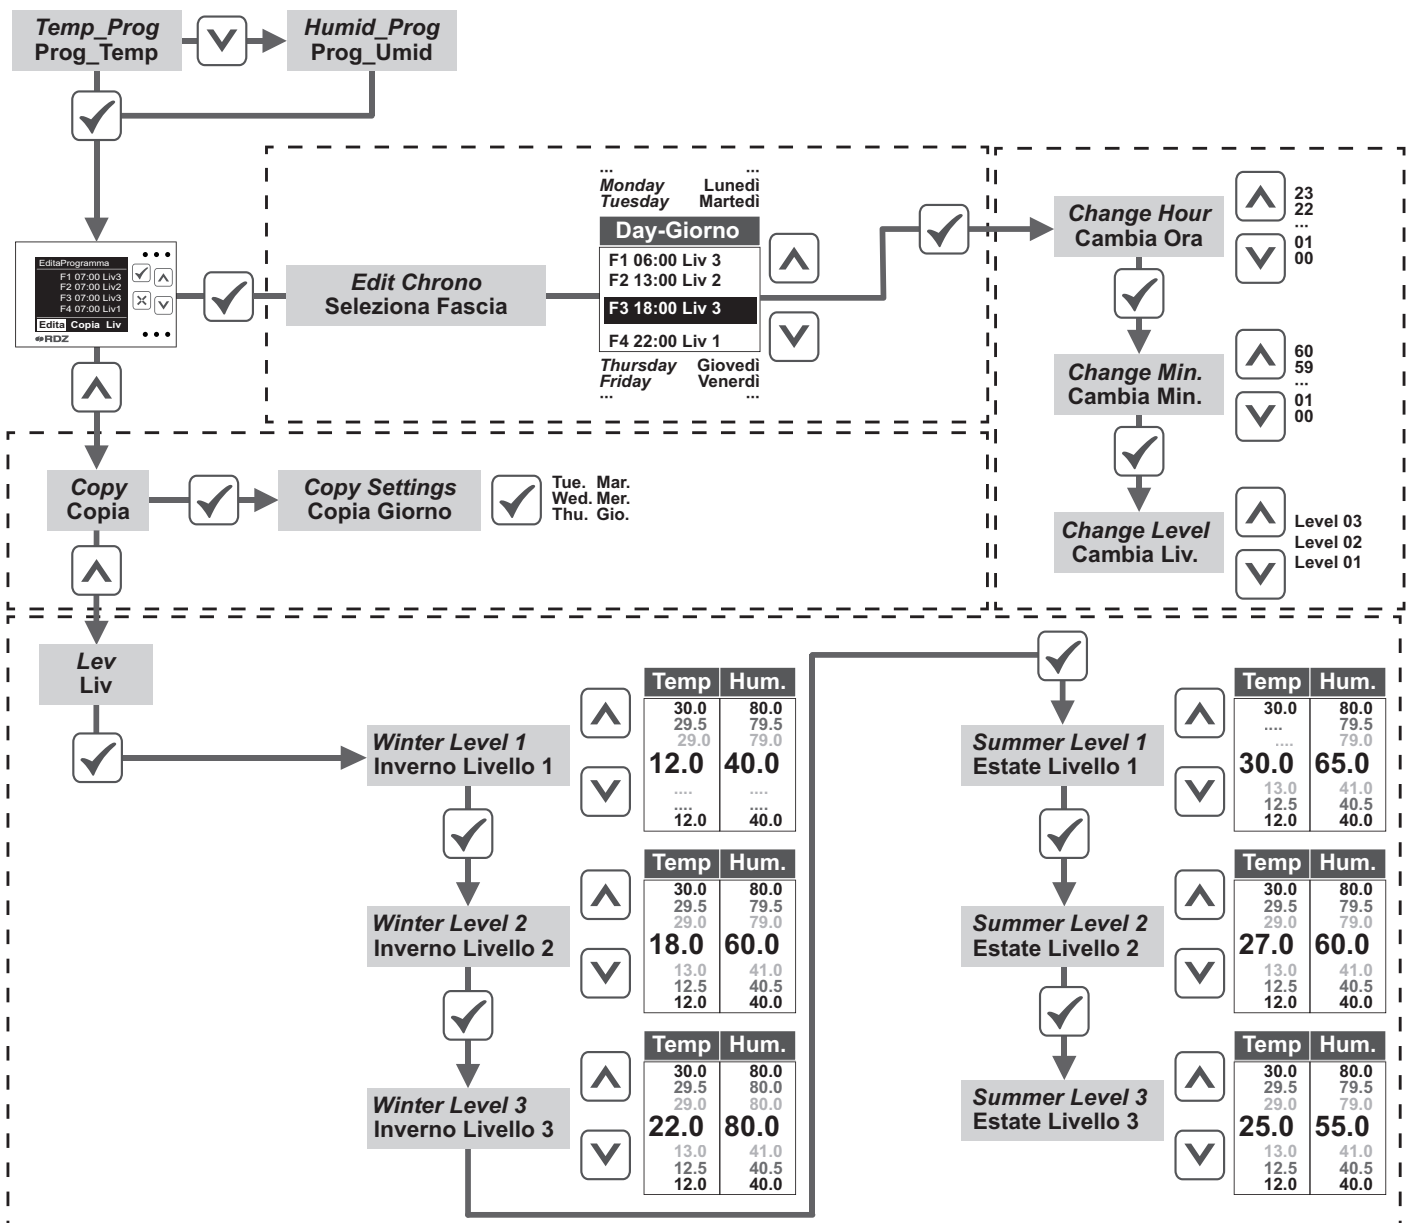 Temp_Prog
Prog_Temp
Humid_Prog
Prog_Umid
EditaProgramma
F1 07:00 Liv3
F2 07:00 Liv2
F3 07:00 Liv3
F4 07:00 Liv1
Edita Copia Liv
RDZ
Edit Chrono
Seleziona Fascia
... ...
Monday Lunedì
Tuesday Martedì
Day-Giorno
F1 06:00 Liv 3
F2 13:00 Liv 2
F3 18:00 Liv 3
F4 22:00 Liv 1
Thursday Giovedì
Friday Venerdì
... ...
Change Hour
Cambia Ora
23
22
...
01
00
Change Min.
Cambia Min.
60
59
...
01
00
Change Level
Cambia Liv.
Level 03
Level 02
Level 01
Copy
Copia
Copy Settings
Copia Giorno
Tue. Mar.
Wed. Mer.
Thu. Gio.
Lev
Liv
Winter Level 1
Inverno Livello 1
Temp Hum.
30.0 80.0
29.5 79.5
29.0 79.0
12.0 40.0
.... ....
.... ....
12.0 40.0
Winter Level 2
Inverno Livello 2
Temp Hum.
30.0 80.0
29.5 79.5
29.0 79.0
18.0 60.0
13.0 41.0
12.5 40.5
12.0 40.0
Winter Level 3
Inverno Livello 3
Temp Hum.
30.0 80.0
29.5 80.0
29.0 80.0
22.0 80.0
13.0 41.0
12.5 40.5
12.0 40.0
Summer Level 1
Estate Livello 1
Temp Hum.
30.0 80.0
.... 79.5
.... 79.0
30.0 65.0
13.0 41.0
12.5 40.5
12.0 40.0
Summer Level 2
Estate Livello 2
Temp Hum.
30.0 80.0
29.5 79.5
29.0 79.0
27.0 60.0
13.0 41.0
12.5 40.5
12.0 40.0
Summer Level 3
Estate Livello 3
Temp Hum.
30.0 80.0
29.5 79.5
29.0 79.0
25.0 55.0
13.0 41.0
12.5 40.5
12.0 40.0